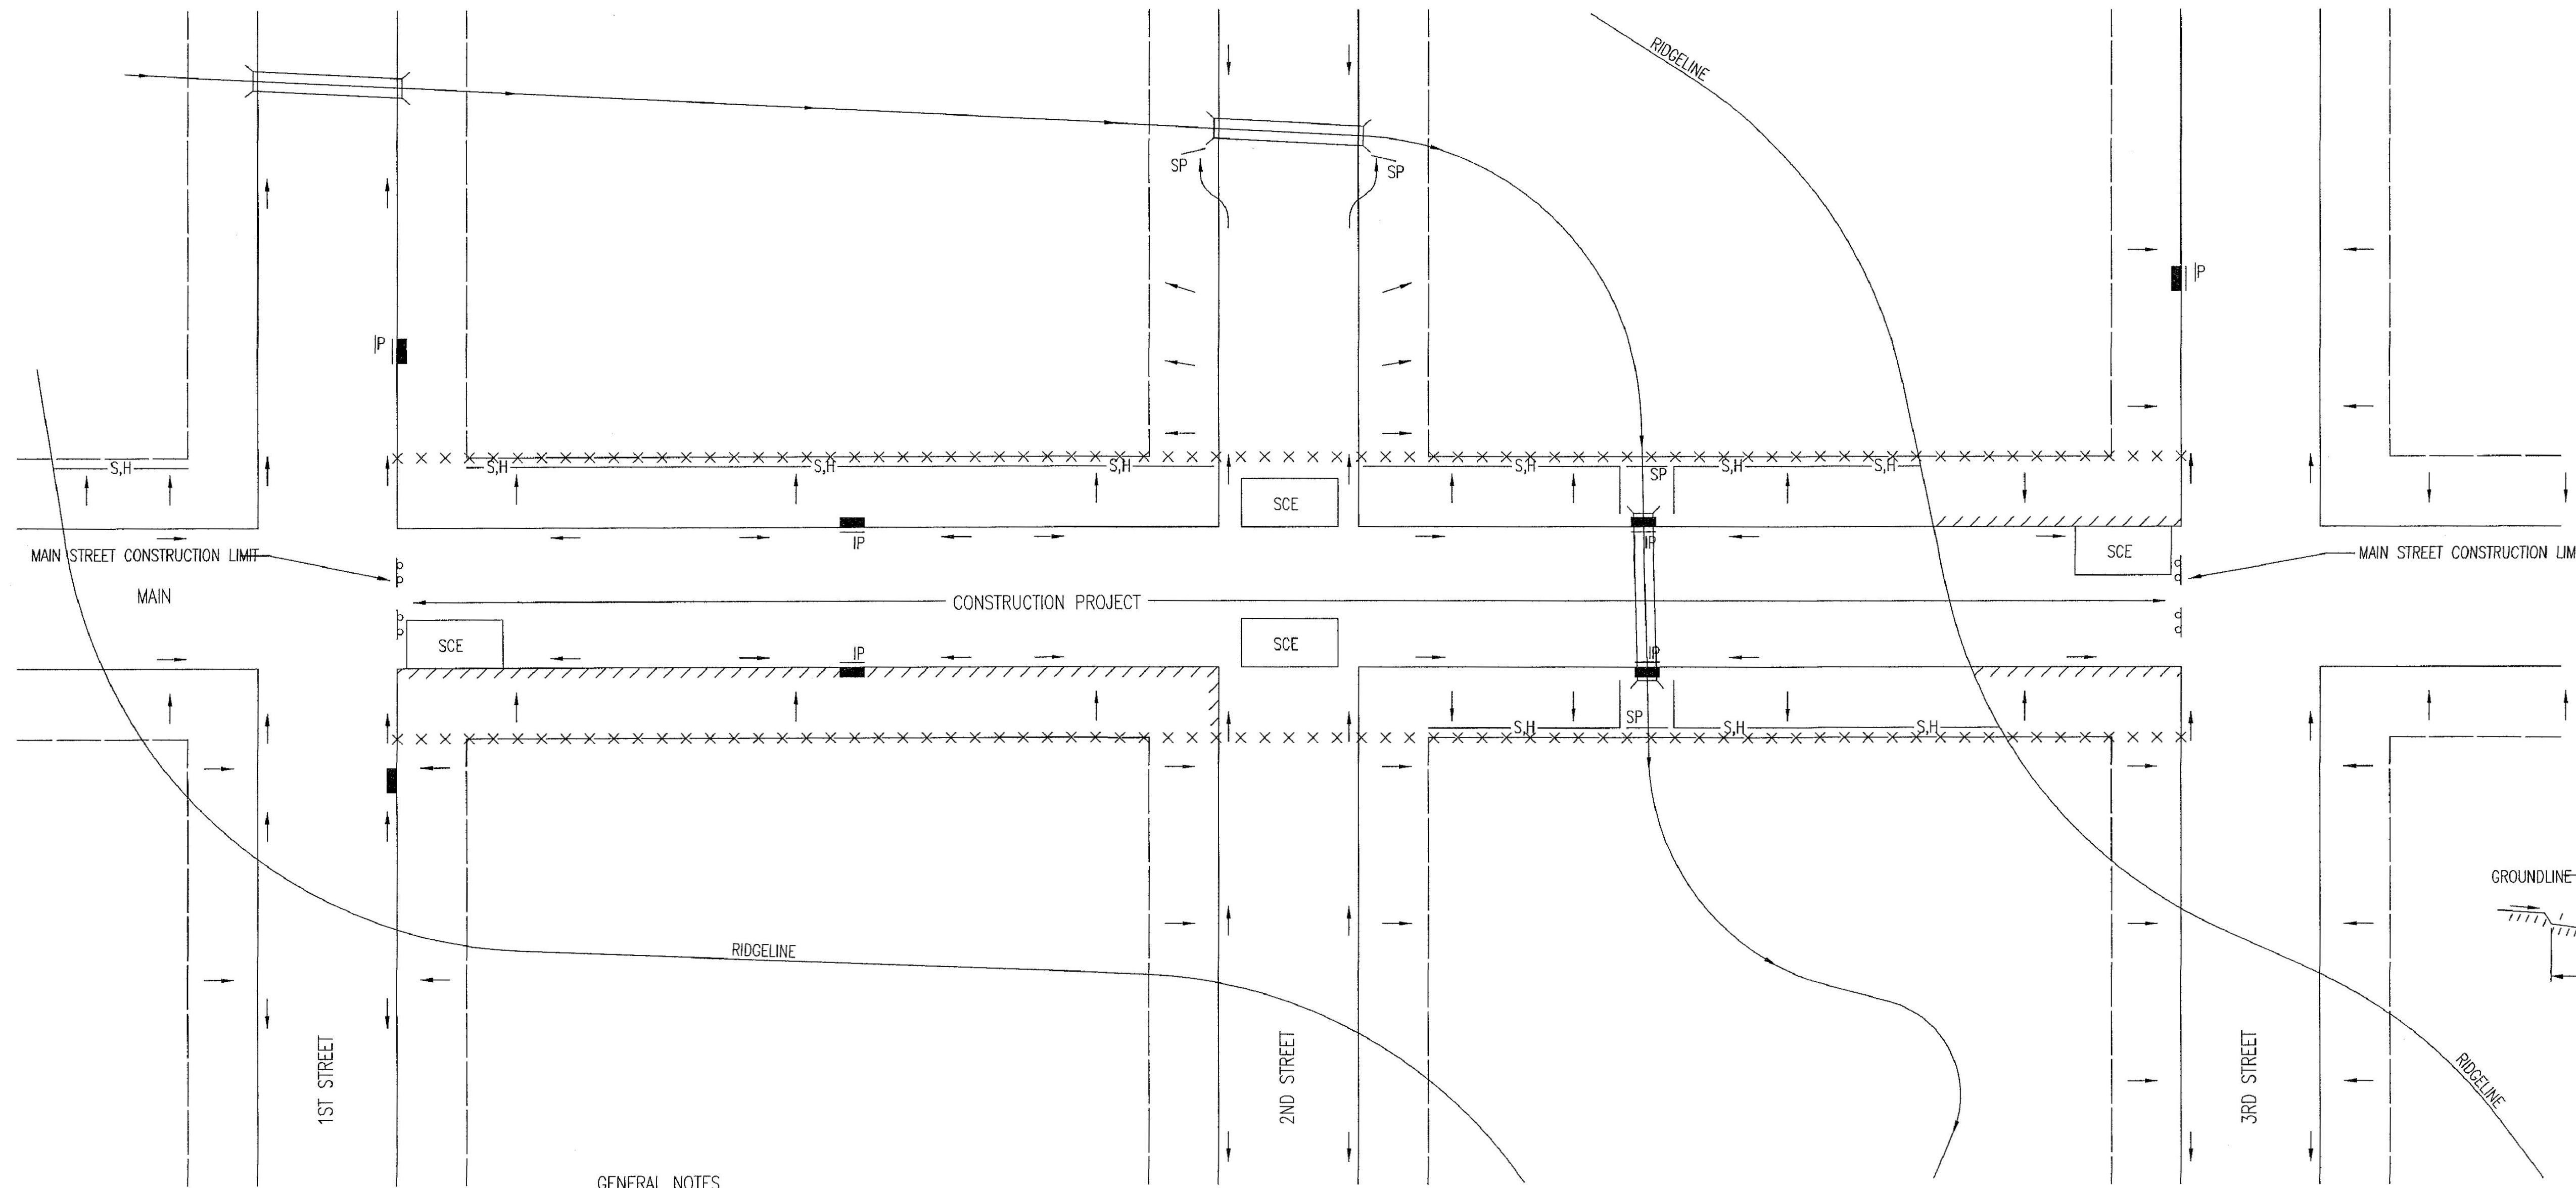 RIDGELINE
SP
SP
IP
IP
S,H
S,H
S,H
S,H
S,H
SP
S,H
S,H
SCE
MAIN STREET CONSTRUCTION LIMIT
IP
IP
SCE
MAIN STREET CONSTRUCTION LIM
MAIN
CONSTRUCTION PROJECT
SCE
IP
SCE
IP
SP
S,H
S,H
S,H
GROUNDLINE
RIDGELINE
1ST STREET
2ND STREET
3RD STREET
RIDGELINE
GENERAL NOTES